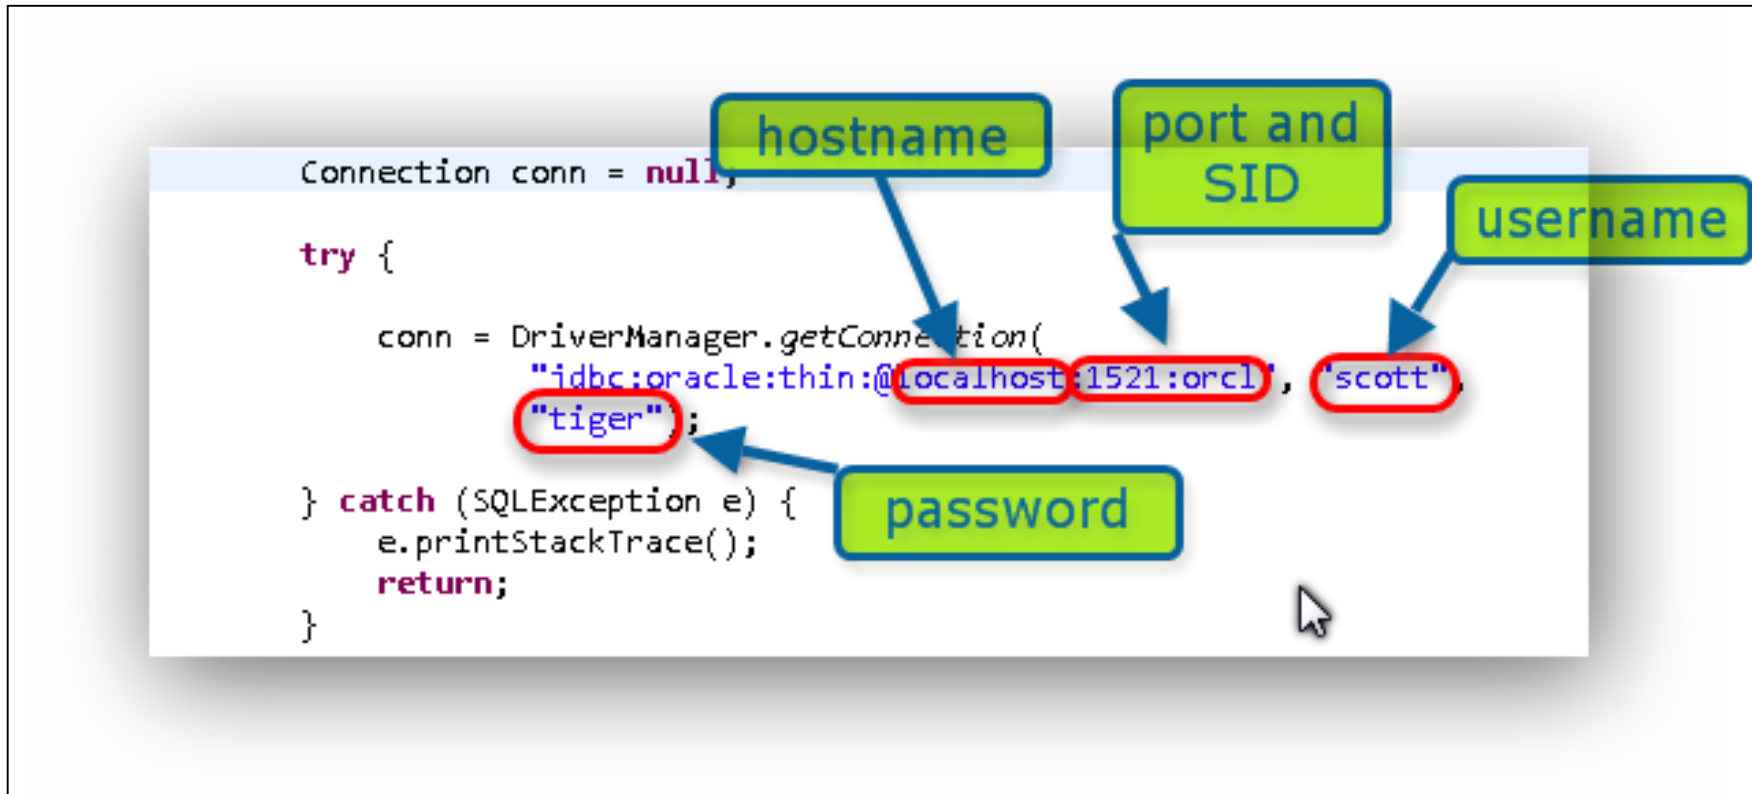 hostname
port and
SID
username
Connection conn = null;
try {
conn = DriverManager.getConnection(
"jdbc:oracle:thin:@localhost:1521:orcl", "scott",
"tiger");
password
} catch (SQLException e) {
e.printStackTrace();
return;
}